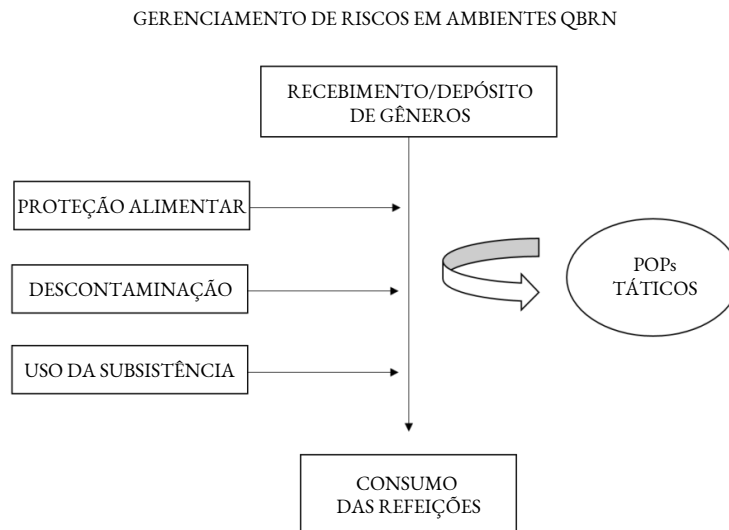 GERENCIAMENTO DE RISCOS EM AMBIENTES QBRN
RECEBIMENTO/DEPÓSITO
DE GÊNEROS
PROTEÇÃO ALIMENTAR
DESCONTAMINAÇÃO
USO DA SUBSISTÊNCIA
POPs
TÁTICOS
CONSUMO
DAS REFEIÇÕES